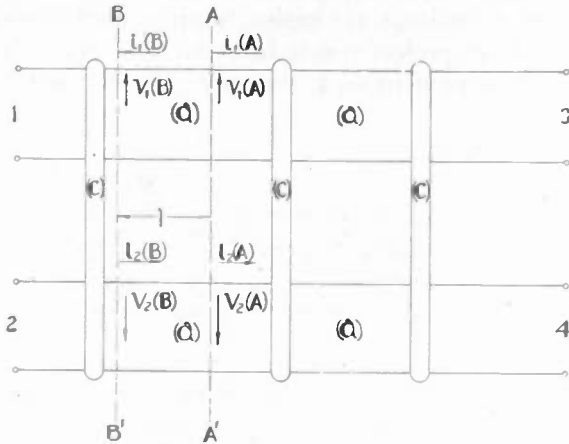 B A
i₁(B) i₁(A)
V₁(B) V₁(A)
1 (a) (a) 3
(C) (C) (C)
l
i₂(B) i₂(A)
V₂(B) V₂(A)
2 (a) (a) 4
B' A'